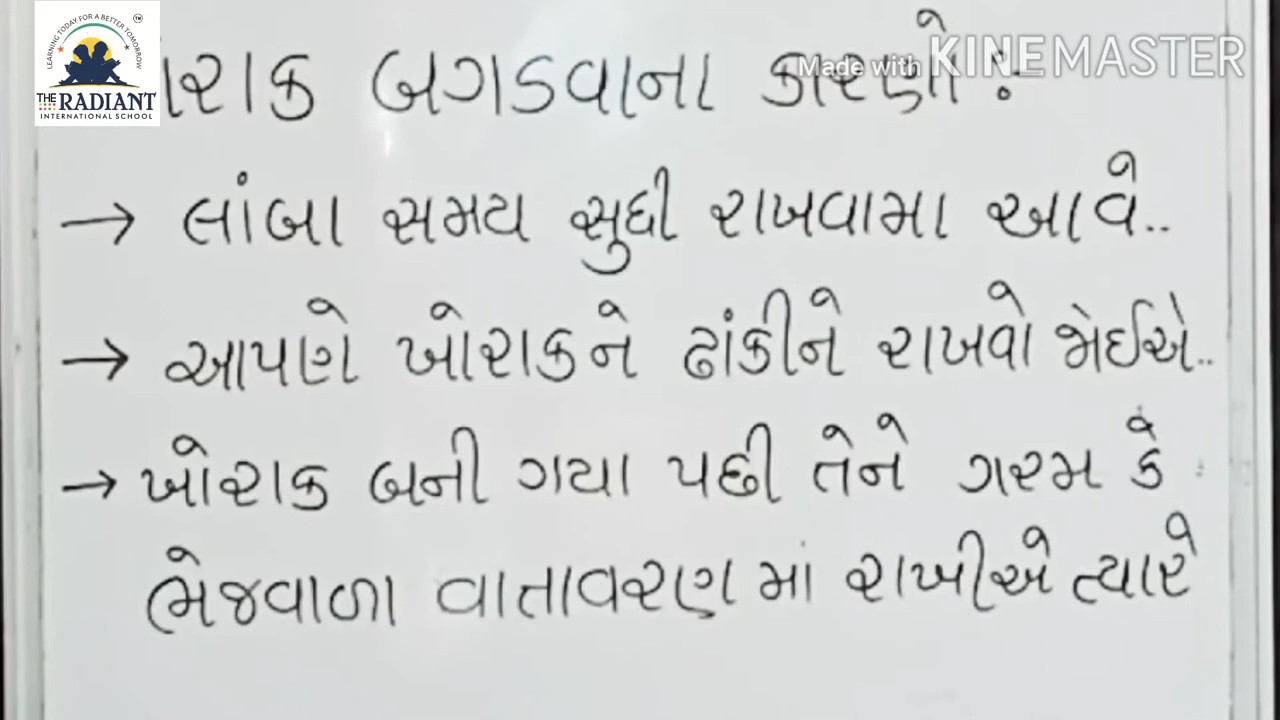 LEARNING TODAY FOR A BETTER TOMORROW
TM
THE RADIANT
INTERNATIONAL SCHOOL
Made with KINEMASTER
બગડવાના કારણો :-
→ લાંબા સમય સુધી રાખવામા આવે..
→ આપણે ખોરાકને ઢાંકીને રાખવો જોઈએ..
→ ખોરાક બની ગયા પછી તેને ગરમ કે
ભેજવાળા વાતાવરણ માં રાખીએ ત્યારે